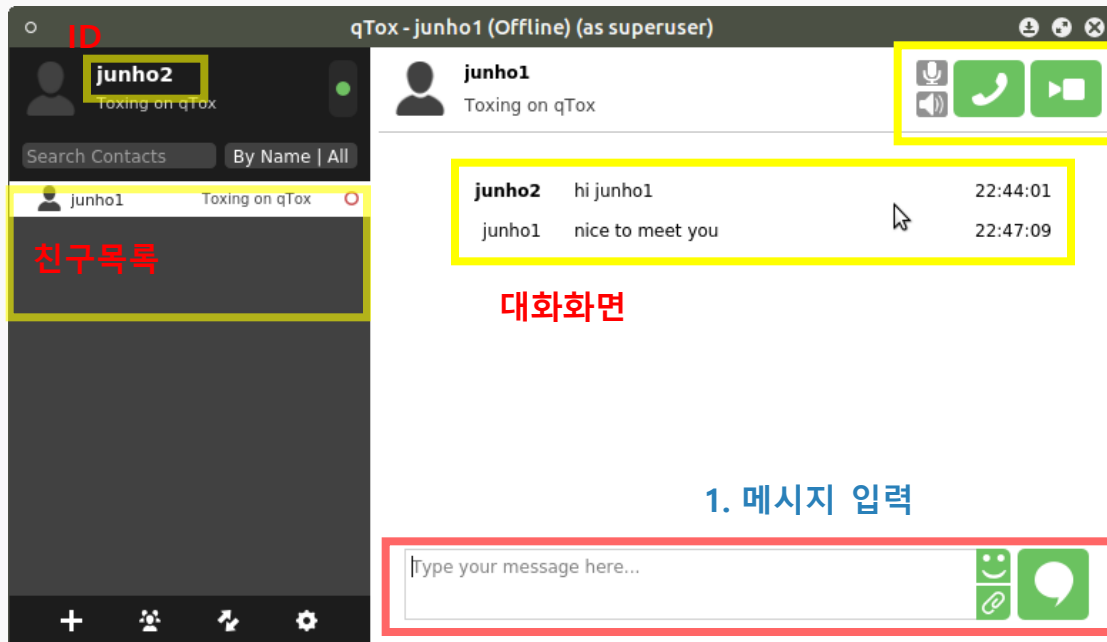 qTox - junho1 (Offline) (as superuser)
ID
junho2
Toxing on qTox
Search Contacts
By Name | All
junho1
Toxing on qTox
친구목록
junho1
Toxing on qTox
junho2 hi junho1 22:44:01
junho1 nice to meet you 22:47:09
대화화면
1. 메시지 입력
Type your message here...